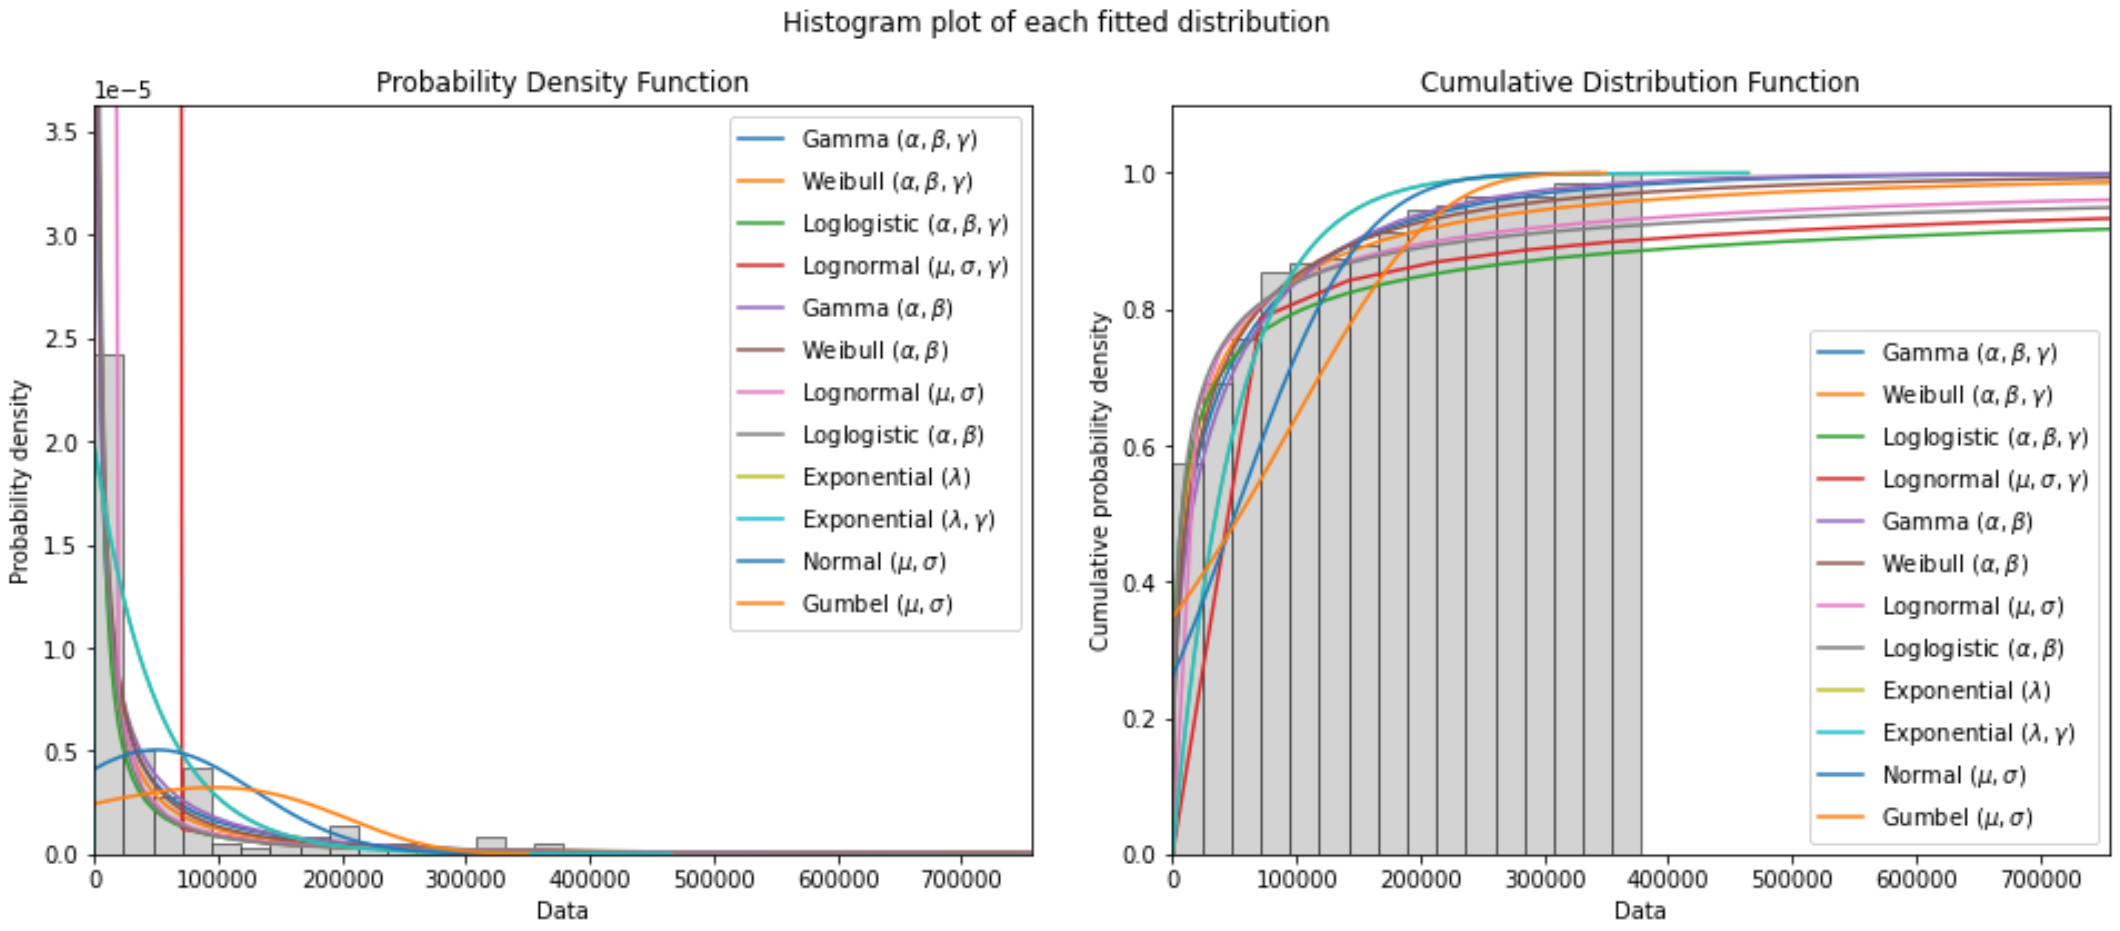 Histogram plot of each fitted distribution
Probability Density Function
1e−5
3.5
3.0
2.5
2.0
1.5
1.0
0.5
0.0
Probability density
0 100000 200000 300000 400000 500000 600000 700000
Data
Gamma (α, β, γ)
Weibull (α, β, γ)
Loglogistic (α, β, γ)
Lognormal (μ, σ, γ)
Gamma (α, β)
Weibull (α, β)
Lognormal (μ, σ)
Loglogistic (α, β)
Exponential (λ)
Exponential (λ, γ)
Normal (μ, σ)
Gumbel (μ, σ)
Cumulative Distribution Function
1.0
0.8
0.6
0.4
0.2
0.0
Cumulative probability density
0 100000 200000 300000 400000 500000 600000 700000
Data
Gamma (α, β, γ)
Weibull (α, β, γ)
Loglogistic (α, β, γ)
Lognormal (μ, σ, γ)
Gamma (α, β)
Weibull (α, β)
Lognormal (μ, σ)
Loglogistic (α, β)
Exponential (λ)
Exponential (λ, γ)
Normal (μ, σ)
Gumbel (μ, σ)